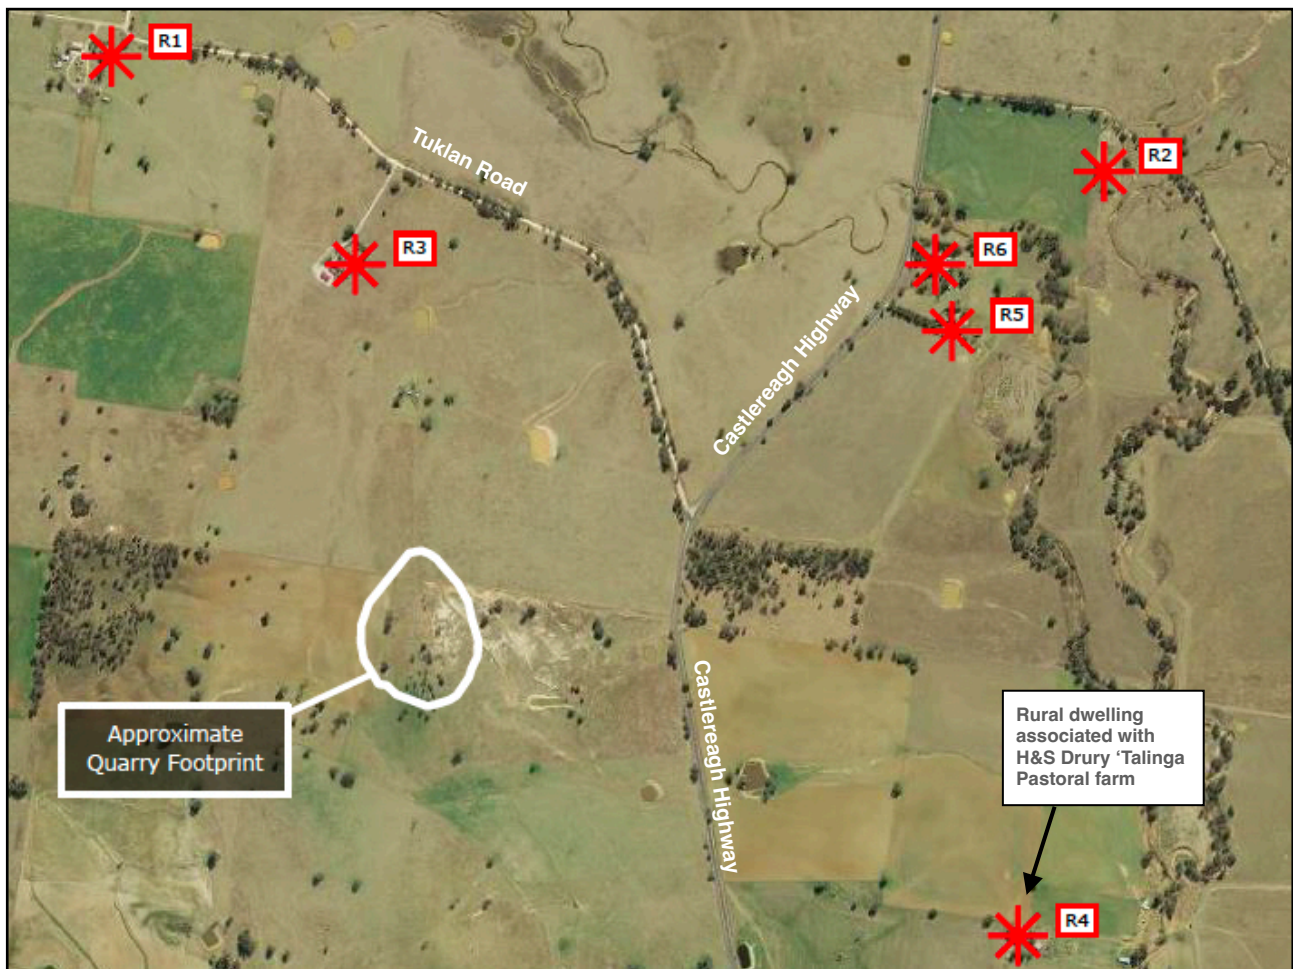 R1
Tuklan Road
R2
R3
R6
R5
Castlereagh Highway
Approximate
Quarry Footprint
Castlereagh Highway
Rural dwelling
associated with
H&S Drury ‘Talinga
Pastoral farm
R4